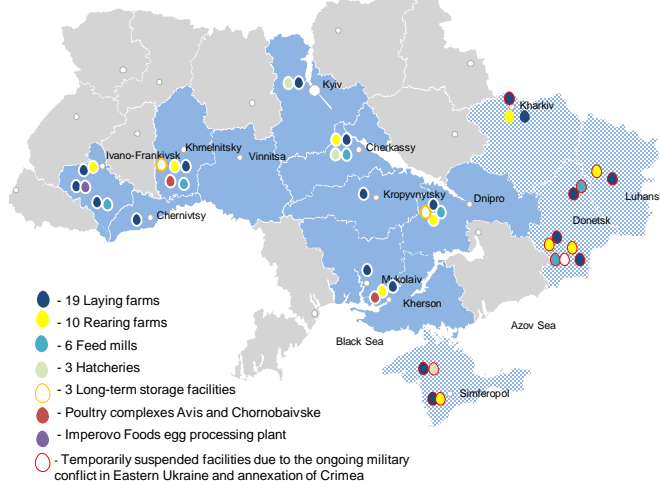 Kyiv
Kharkiv
Ivano-Frankivsk
Khmelnitsky
Vinnitsa
Cherkassy
Luhans
Kropyvnytsky
Dnipro
Chernivtsy
Donetsk
Mykolaiv
Kherson
Azov Sea
Black Sea
Simferopol
- 19 Laying farms
- 10 Rearing farms
- 6 Feed mills
- 3 Hatcheries
- 3 Long-term storage facilities
- Poultry complexes Avis and Chornobaivske
- Imperovo Foods egg processing plant
- Temporarily suspended facilities due to the ongoing military
conflict in Eastern Ukraine and annexation of Crimea